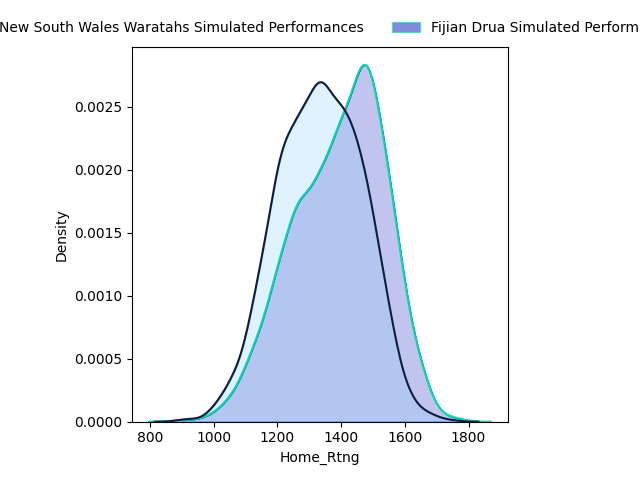 New South Wales Waratahs Simulated Performances Fijian Drua Simulated Perform
0.0025
0.0020
0.0015
0.0010
0.0005
0.0000
Density
800 1000 1200 1400 1600 1800
Home_Rtng